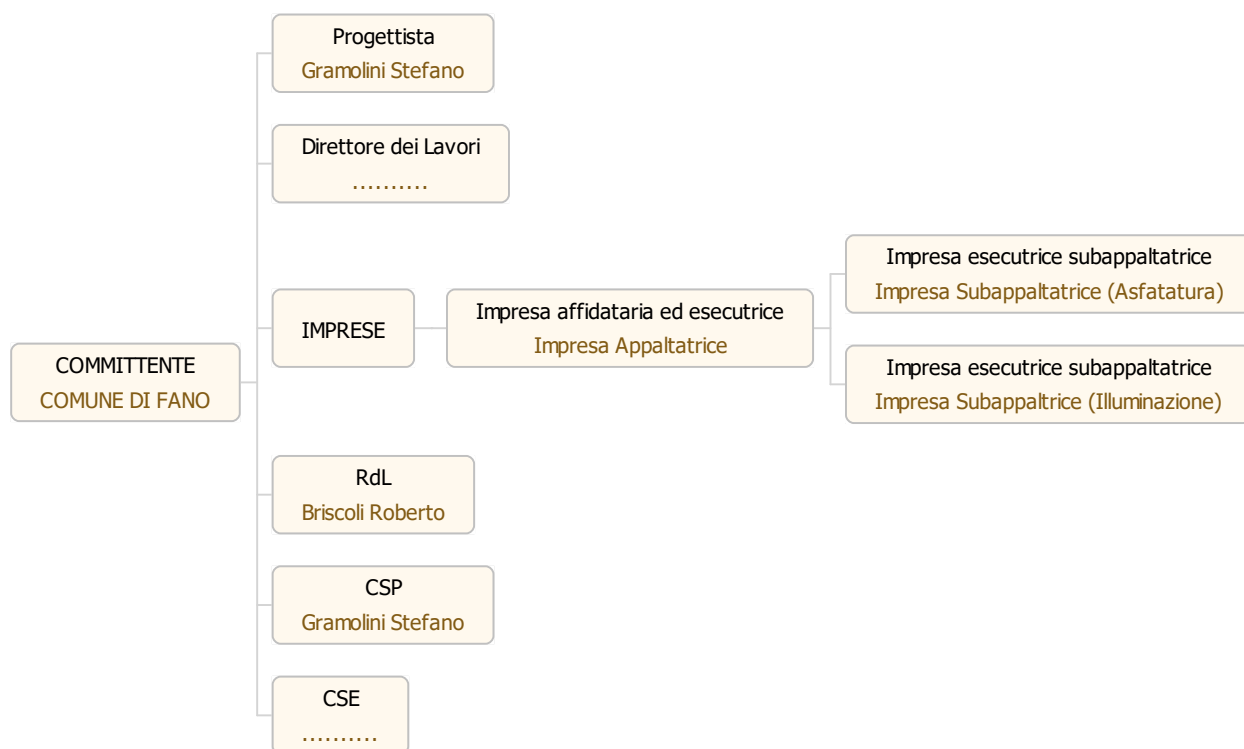 Progettista
Gramolini Stefano
Direttore dei Lavori
..........
Impresa esecutrice subappaltatrice
Impresa Subappaltatrice (Asfatatura)
IMPRESE
Impresa affidataria ed esecutrice
Impresa Appaltatrice
COMMITTENTE
COMUNE DI FANO
Impresa esecutrice subappaltatrice
Impresa Subappaltrice (Illuminazione)
RdL
Briscoli Roberto
CSP
Gramolini Stefano
CSE
..........